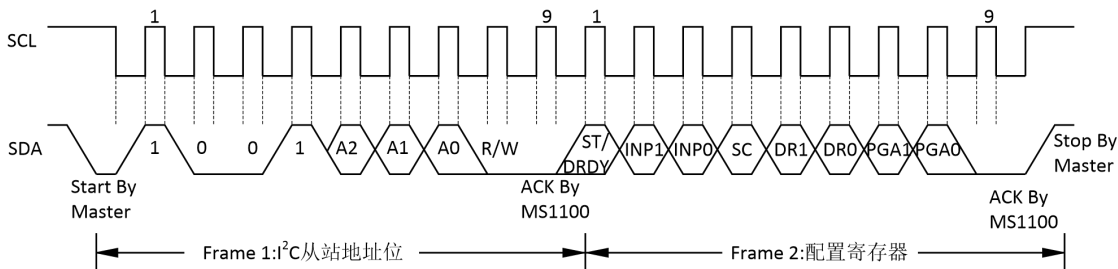 1 9 1 9
SCL
SDA
1 0 0 1 A2 A1 A0 R/W ST/DRDY INP1 INP0 SC DR1 DR0 PGA1 PGA0
Start By
Master
ACK By
MS1100
ACK By
MS1100
Stop By
Master
Frame 1:I²C从站地址位
Frame 2:配置寄存器